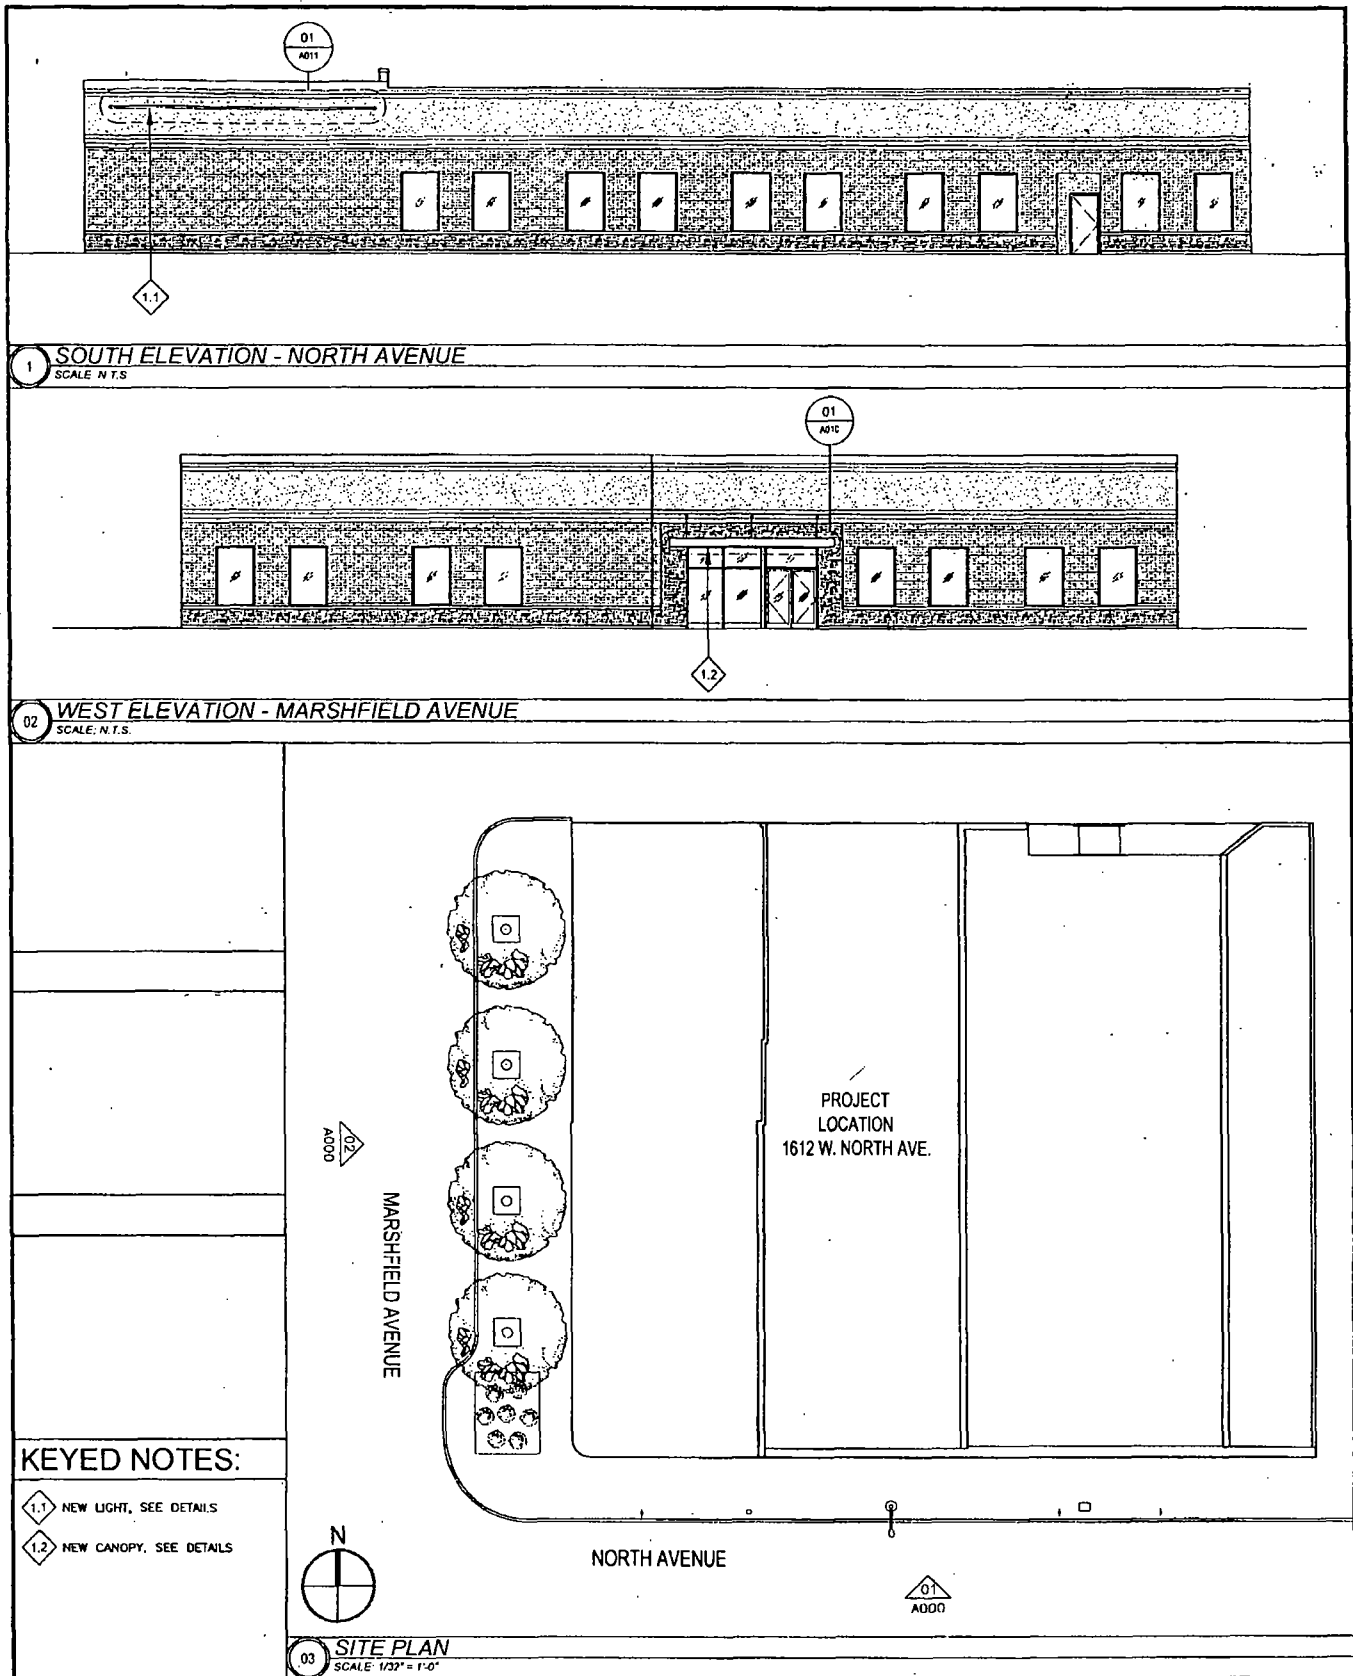 01
A011
1.1
1 SOUTH ELEVATION - NORTH AVENUE
SCALE N.T.S
01
A010
1.2
02 WEST ELEVATION - MARSHFIELD AVENUE
SCALE: N.T.S.
02
A000
MARSHFIELD AVENUE
PROJECT
LOCATION
1612 W. NORTH AVE.
KEYED NOTES:
1.1 NEW LIGHT, SEE DETAILS
1.2 NEW CANOPY, SEE DETAILS
N
NORTH AVENUE
01
A000
03 SITE PLAN
SCALE: 1/32" = 1'-0"